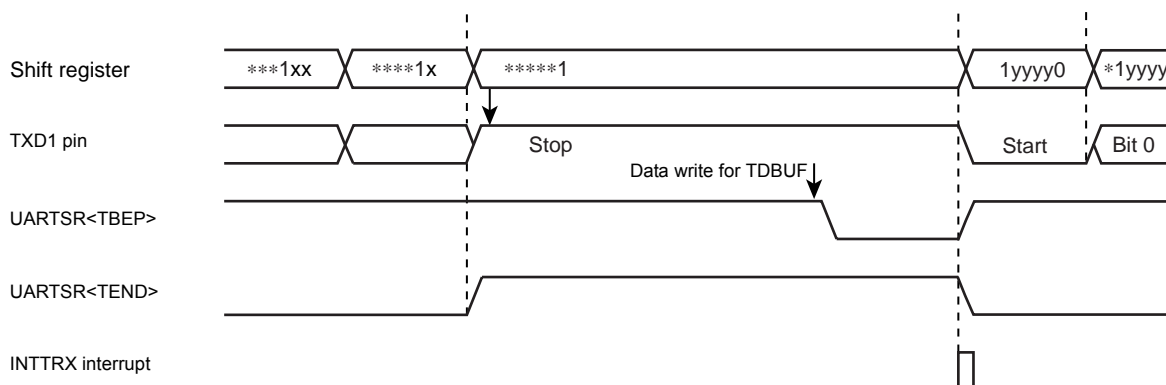 Shift register ***1xx ****1x *****1 1yyyy0 *1yyyy
TXD1 pin Stop Start Bit 0
Data write for TDBUF
UARTSR<TBEP>
UARTSR<TEND>
INTTRX interrupt